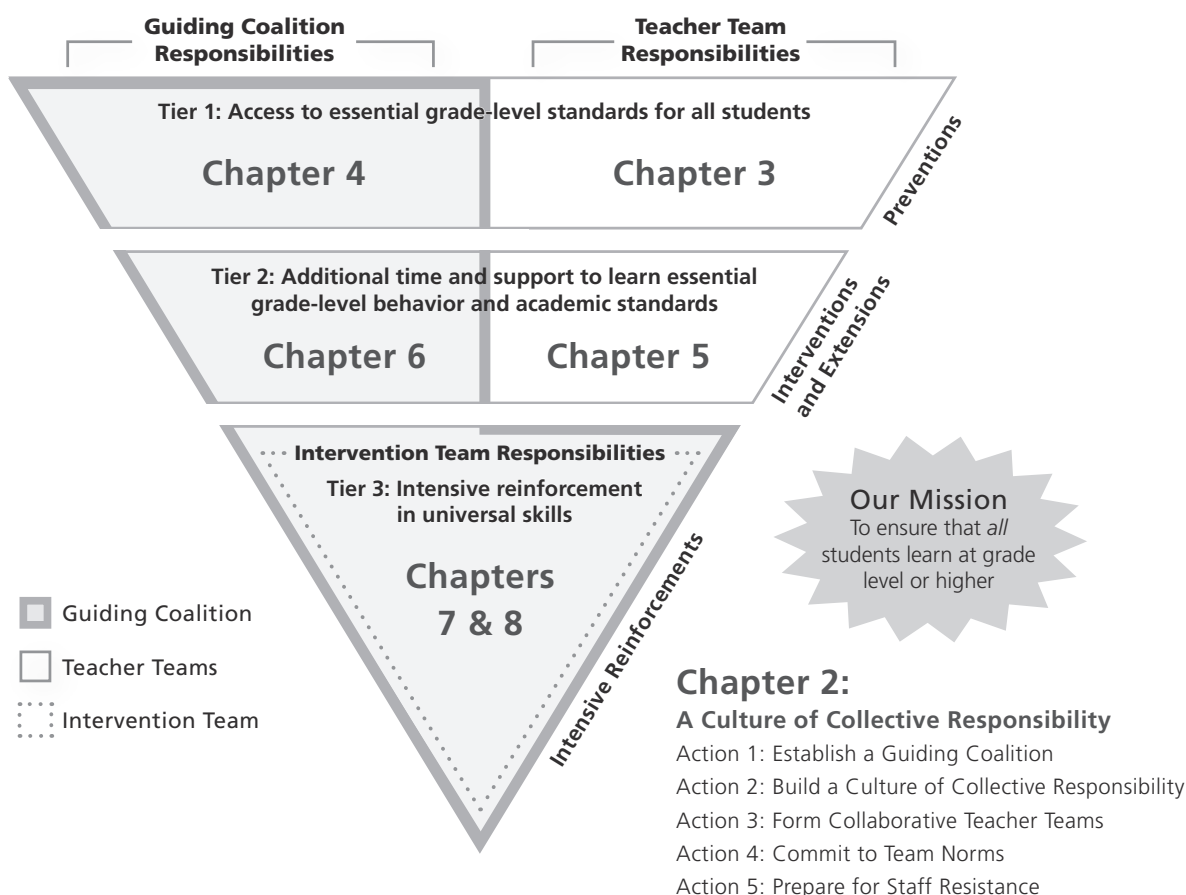 Guiding Coalition
Responsibilities
Teacher Team
Responsibilities
Tier 1: Access to essential grade-level standards for all students
Chapter 4
Chapter 3
Preventions
Tier 2: Additional time and support to learn essential
grade-level behavior and academic standards
Chapter 6
Chapter 5
Interventions
and Extensions
Intervention Team Responsibilities
Tier 3: Intensive reinforcement
in universal skills
Chapters
7 & 8
Intensive Reinforcements
Our Mission
To ensure that all
students learn at grade
level or higher
Guiding Coalition
Teacher Teams
Intervention Team
Chapter 2:
A Culture of Collective Responsibility
Action 1: Establish a Guiding Coalition
Action 2: Build a Culture of Collective Responsibility
Action 3: Form Collaborative Teacher Teams
Action 4: Commit to Team Norms
Action 5: Prepare for Staff Resistance